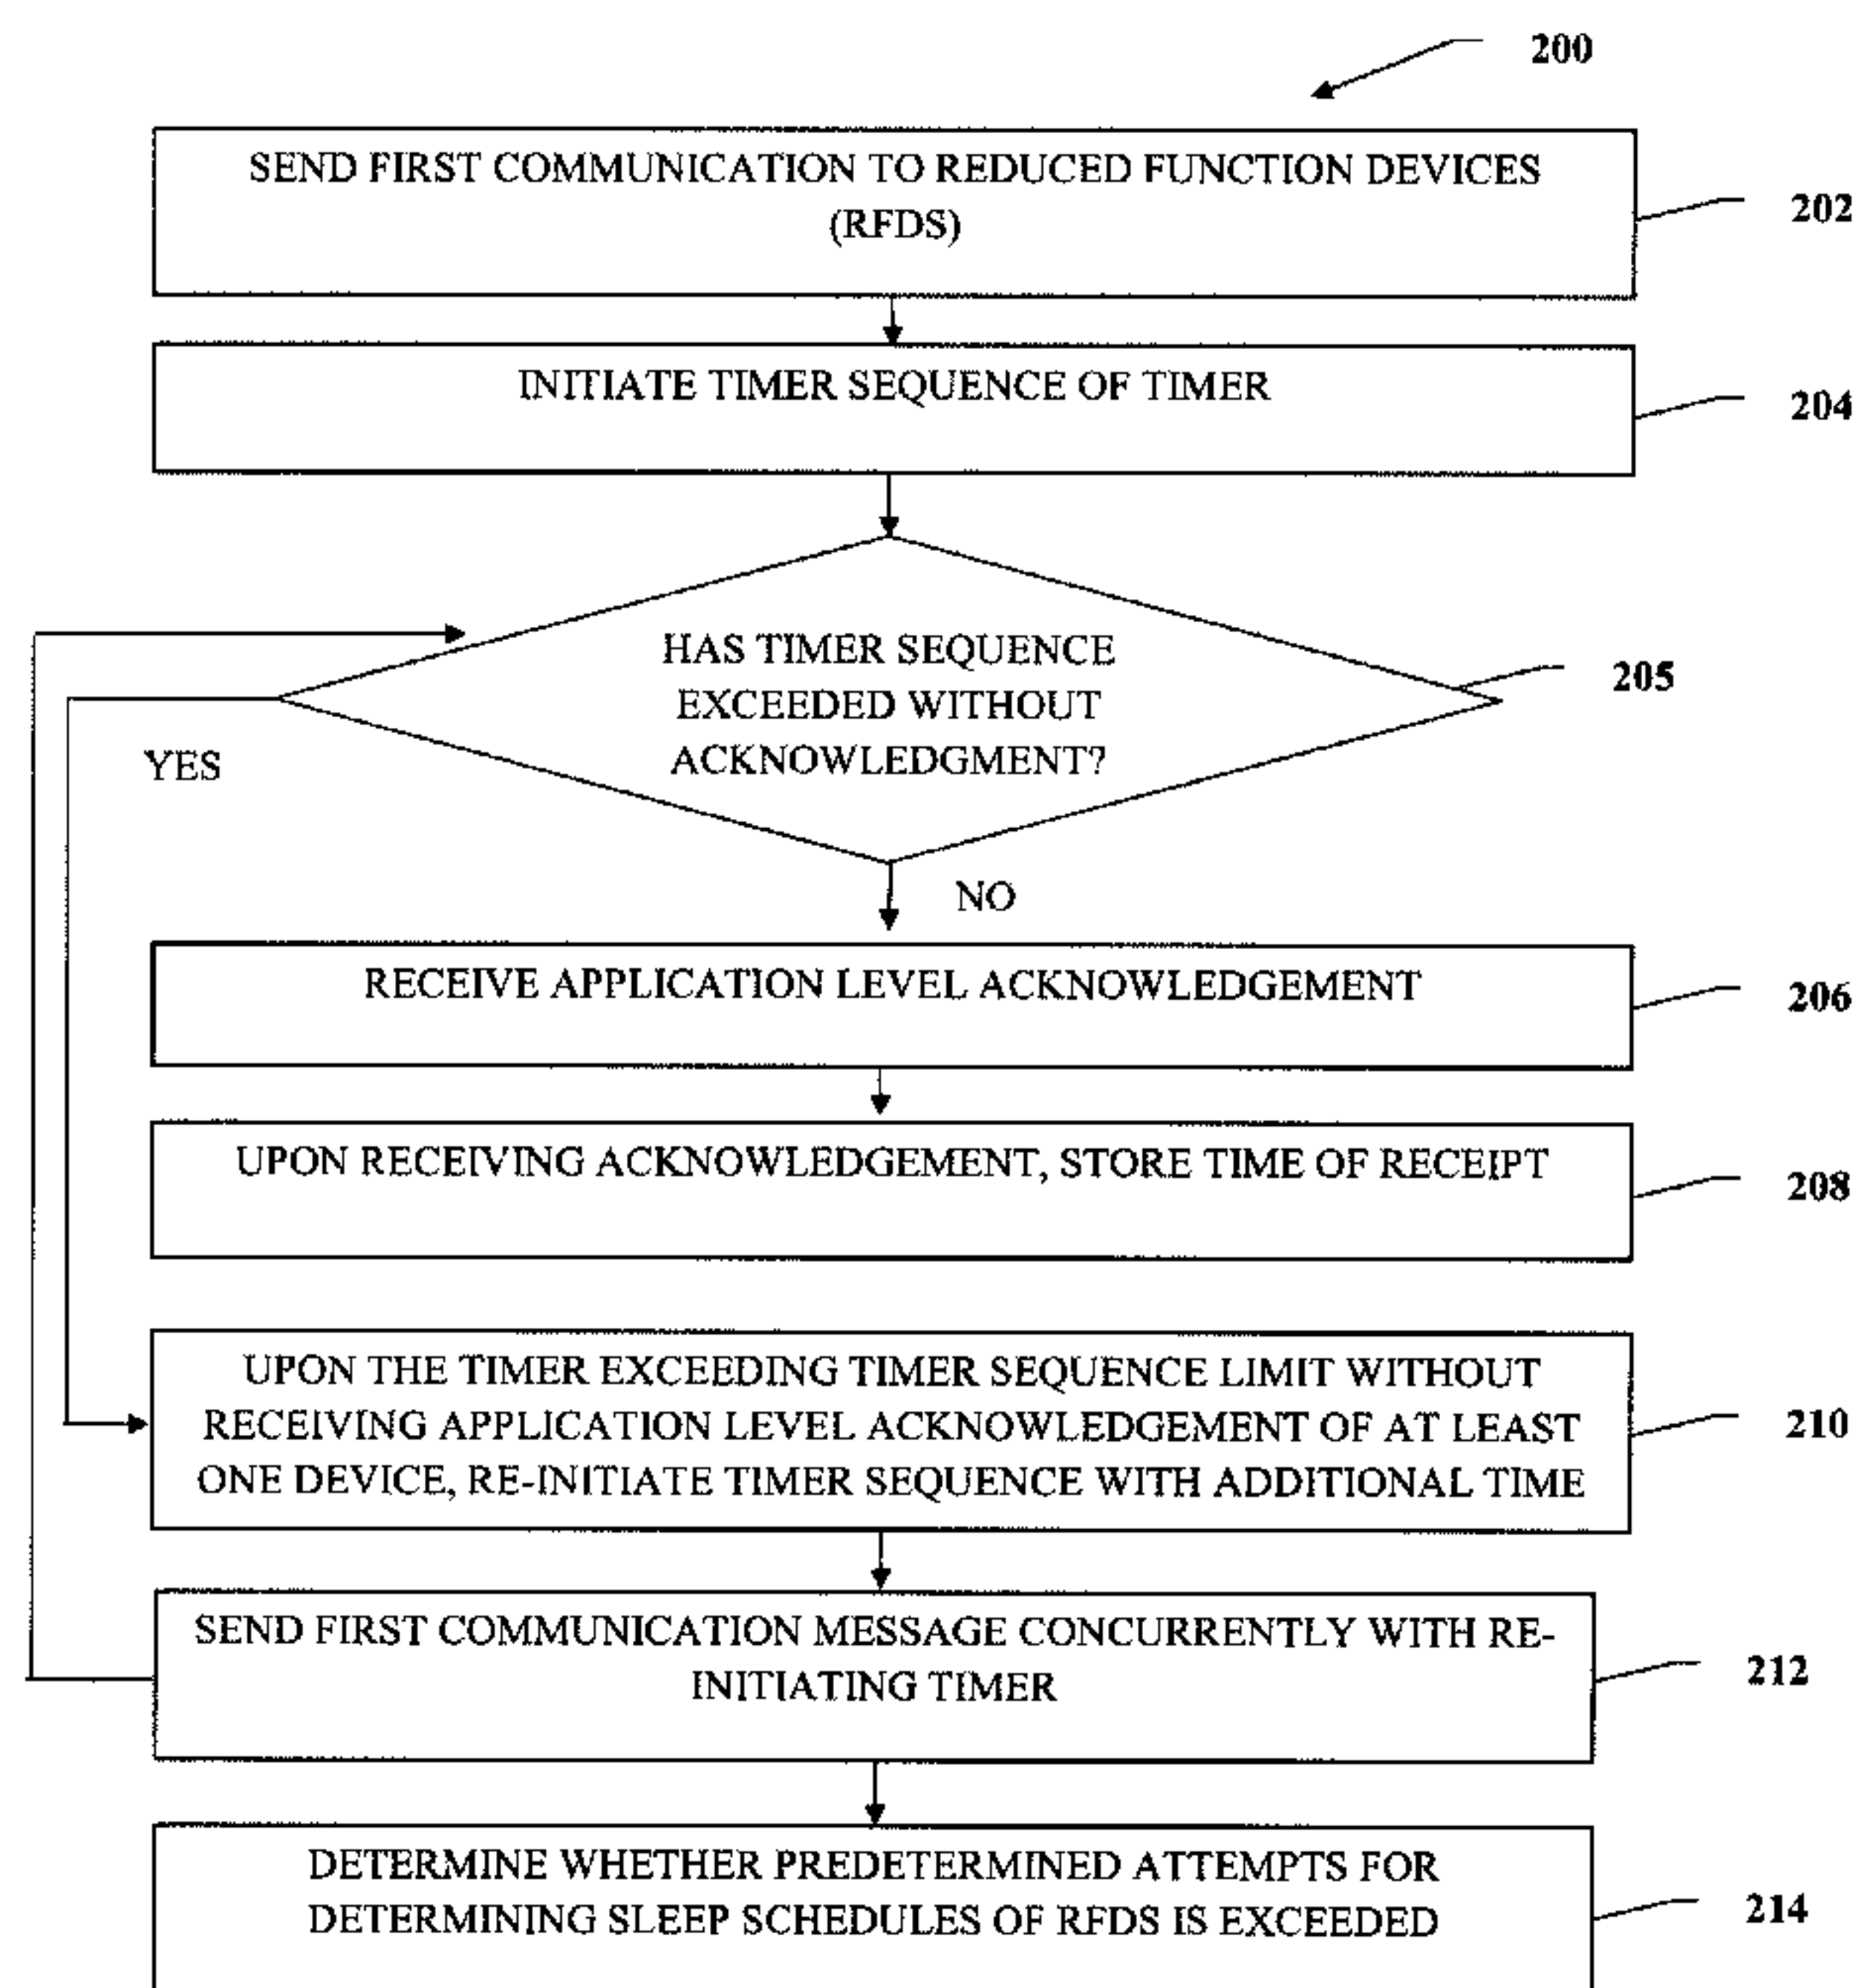 200
SEND FIRST COMMUNICATION TO REDUCED FUNCTION DEVICES
(RFDS)
202
INITIATE TIMER SEQUENCE OF TIMER
204
HAS TIMER SEQUENCE
EXCEEDED WITHOUT
ACKNOWLEDGMENT?
205
YES
NO
RECEIVE APPLICATION LEVEL ACKNOWLEDGEMENT
206
UPON RECEIVING ACKNOWLEDGEMENT, STORE TIME OF RECEIPT
208
UPON THE TIMER EXCEEDING TIMER SEQUENCE LIMIT WITHOUT
RECEIVING APPLICATION LEVEL ACKNOWLEDGEMENT OF AT LEAST
ONE DEVICE, RE-INITIATE TIMER SEQUENCE WITH ADDITIONAL TIME
210
SEND FIRST COMMUNICATION MESSAGE CONCURRENTLY WITH RE-
INITIATING TIMER
212
DETERMINE WHETHER PREDETERMINED ATTEMPTS FOR
DETERMINING SLEEP SCHEDULES OF RFDS IS EXCEEDED
214